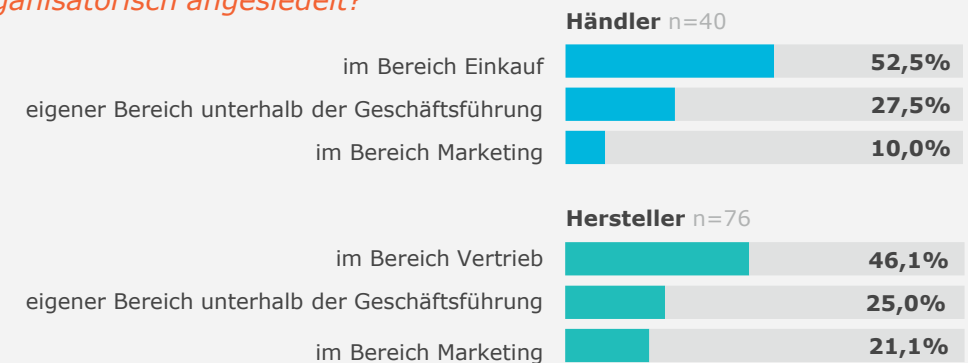 organisatorisch angesiedelt?
Händler n=40
im Bereich Einkauf 52,5%
eigener Bereich unterhalb der Geschäftsführung 27,5%
im Bereich Marketing 10,0%
Hersteller n=76
im Bereich Vertrieb 46,1%
eigener Bereich unterhalb der Geschäftsführung 25,0%
im Bereich Marketing 21,1%